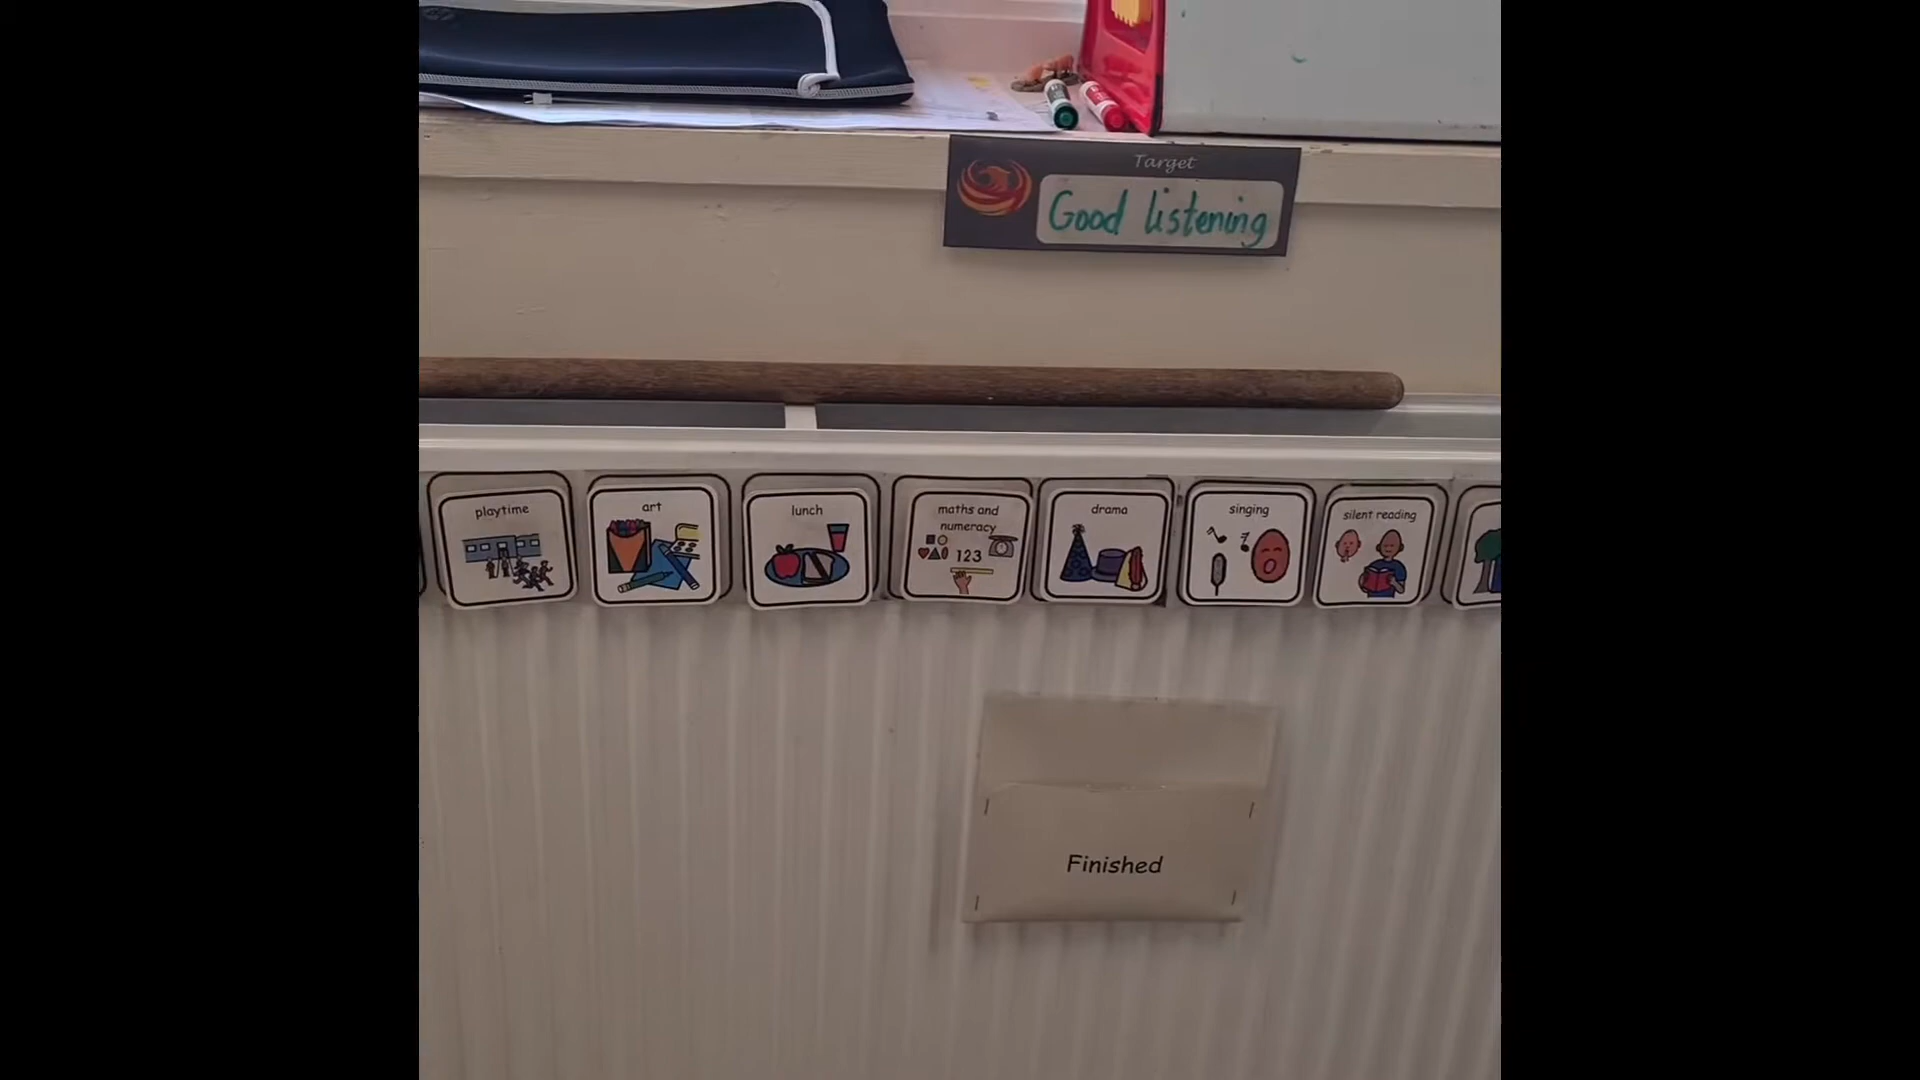 Target
Good listening
playtime
art
lunch
maths and
numeracy
123
drama
singing
silent reading
Finished